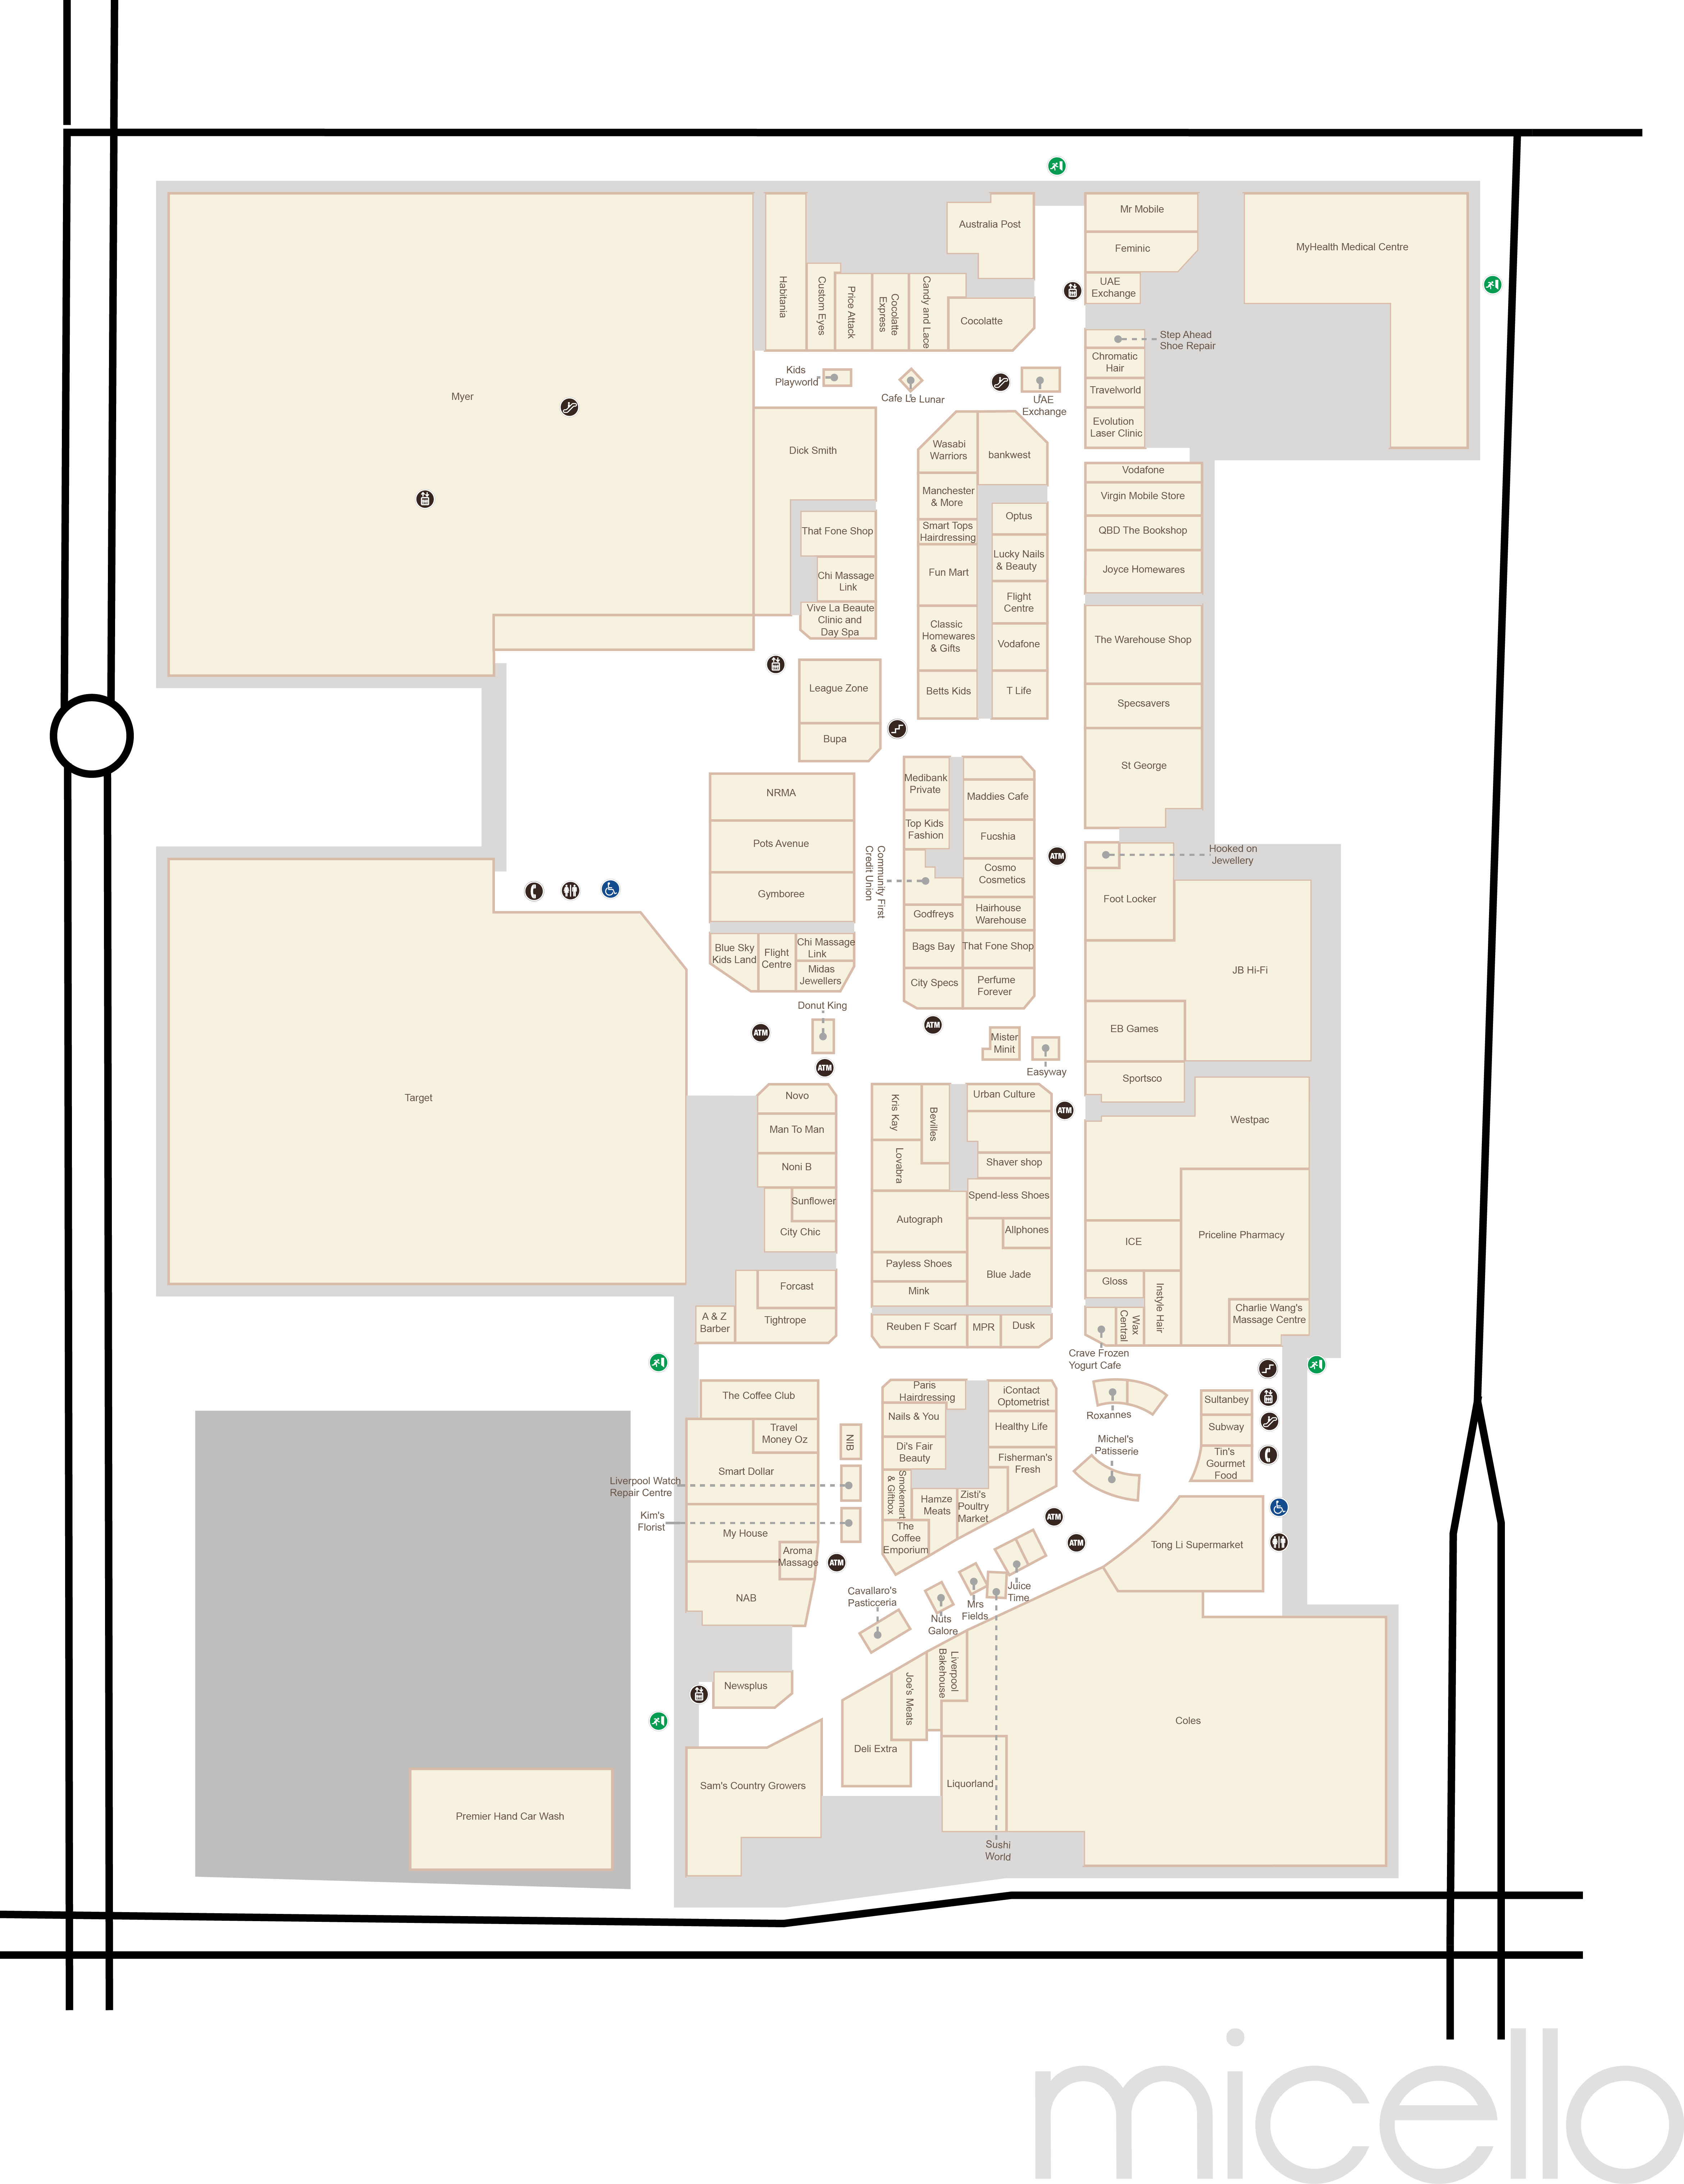 Mr Mobile
Australia Post
Feminic
MyHealth Medical Centre
Habitania
Custom Eyes
Price Attack
Cocolatte
Express
Candy and Lace
Cocolatte
UAE
Exchange
Step Ahead
Shoe Repair
Chromatic
Hair
Travelworld
Evolution
Laser Clinic
Kids
Playworld
Cafe Le Lunar
UAE
Exchange
Myer
Dick Smith
Wasabi
Warriors
bankwest
Vodafone
Manchester
& More
Virgin Mobile Store
Smart Tops
Hairdressing
Optus
QBD The Bookshop
That Fone Shop
Lucky Nails
& Beauty
Joyce Homewares
Chi Massage
Link
Fun Mart
Flight
Centre
Vive La Beaute
Clinic and
Day Spa
Classic
Homewares
& Gifts
Vodafone
The Warehouse Shop
League Zone
Betts Kids
T Life
Specsavers
Bupa
St George
NRMA
Medibank
Private
Maddies Cafe
Pots Avenue
Top Kids
Fashion
Fucshia
Community First
Credit Union
ATM
Hooked on
Jewellery
Gymboree
Cosmo
Cosmetics
Foot Locker
Godfreys
Hairhouse
Warehouse
Blue Sky
Kids Land
Flight
Centre
Chi Massage
Link
Midas
Jewellers
Bags Bay
That Fone Shop
JB Hi-Fi
City Specs
Perfume
Forever
Donut King
ATM
ATM
ATM
Mister
Minit
Easyway
EB Games
Sportsco
Target
Novo
Kris Kay
Bevilles
Urban Culture
ATM
Westpac
Man To Man
Noni B
Lovabra
Shaver shop
Sunflower
Spend-less Shoes
City Chic
Autograph
Allphones
ICE
Priceline Pharmacy
Payless Shoes
Blue Jade
Forcast
Mink
Gloss
Instyle Hair
A & Z
Barber
Tightrope
Reuben F Scarf
MPR
Dusk
Wax
Central
Charlie Wang's
Massage Centre
Crave Frozen
Yogurt Cafe
The Coffee Club
Paris
Hairdressing
iContact
Optometrist
Roxannes
Sultanbey
Travel
Money Oz
NIB
Nails & You
Healthy Life
Michel's
Patisserie
Subway
Smart Dollar
Di's Fair
Beauty
Fisherman's
Fresh
Tin's
Gourmet
Food
Liverpool Watch
Repair Centre
Smokemart
& Giftbox
Hamze
Meats
Zisti's
Poultry
Market
Kim's
Florist
My House
The
Coffee
Emporium
ATM
ATM
Tong Li Supermarket
Aroma
Massage
ATM
NAB
Cavallaro's
Pasticceria
Nuts
Galore
Mrs
Fields
Juice
Time
Newsplus
Joe's Meats
Liverpool
Bakehouse
Coles
Deli Extra
Sam's Country Growers
Liquorland
Premier Hand Car Wash
Sushi
World
micello